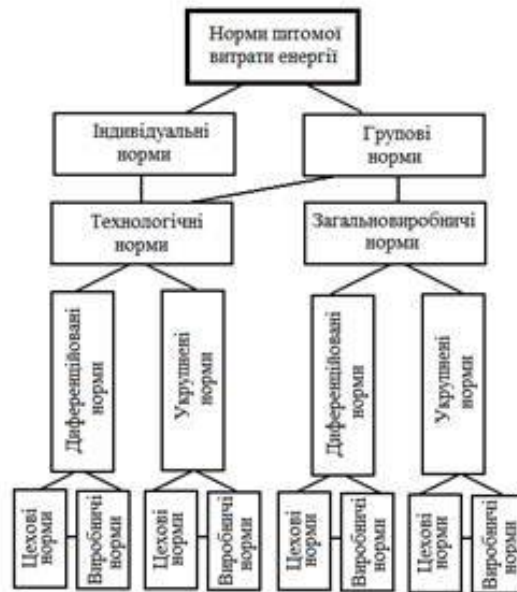 Норми питомої
витрати енергії
Індивідуальні
норми
Групові
норми
Технологічні
норми
Загальновиробничі
норми
Диференційовані
норми
Укрупнені
норми
Диференційовані
норми
Укрупнені
норми
Цехові
норми
Виробничі
норми
Цехові
норми
Виробничі
норми
Цехові
норми
Виробничі
норми
Цехові
норми
Виробничі
норми